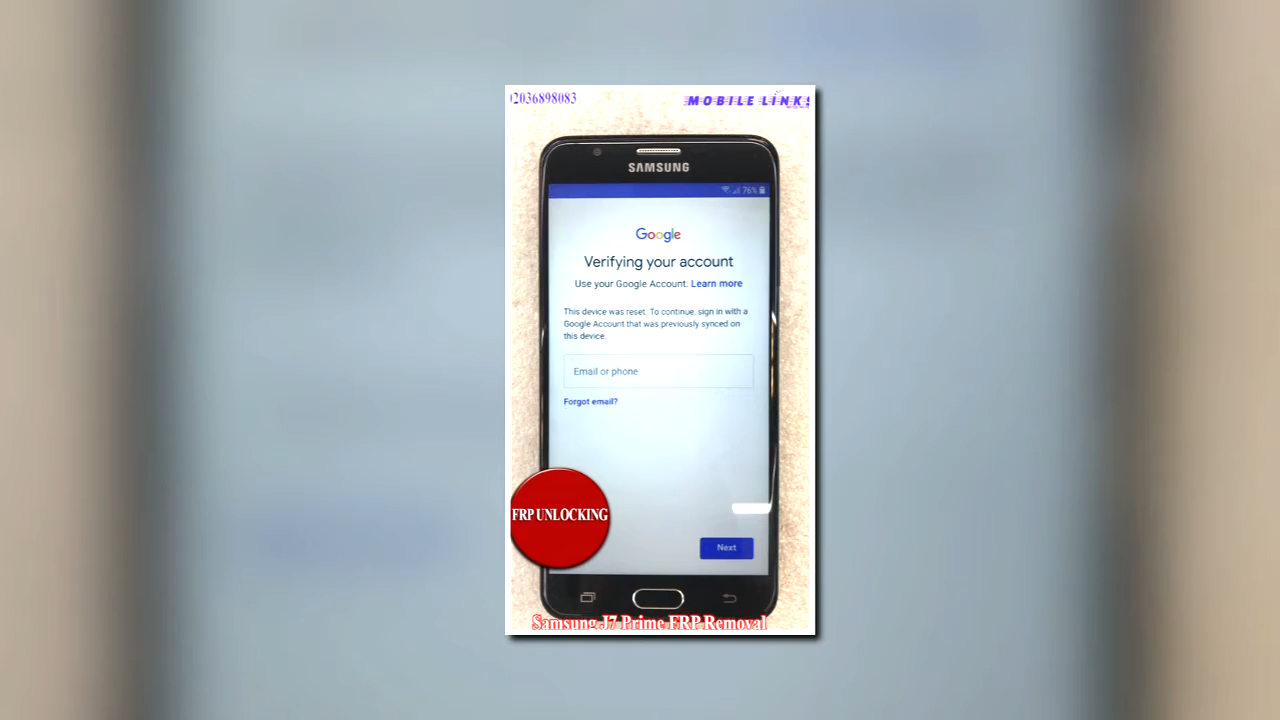 02036898083
MOBILE LINKS
SAMSUNG
76%
Google
Verifying your account
Use your Google Account. Learn more
This device was reset. To continue, sign in with a
Google Account that was previously synced on
this device.
Email or phone
Forgot email?
FRP UNLOCKING
Next
Samsung J7 Prime FRP Removal